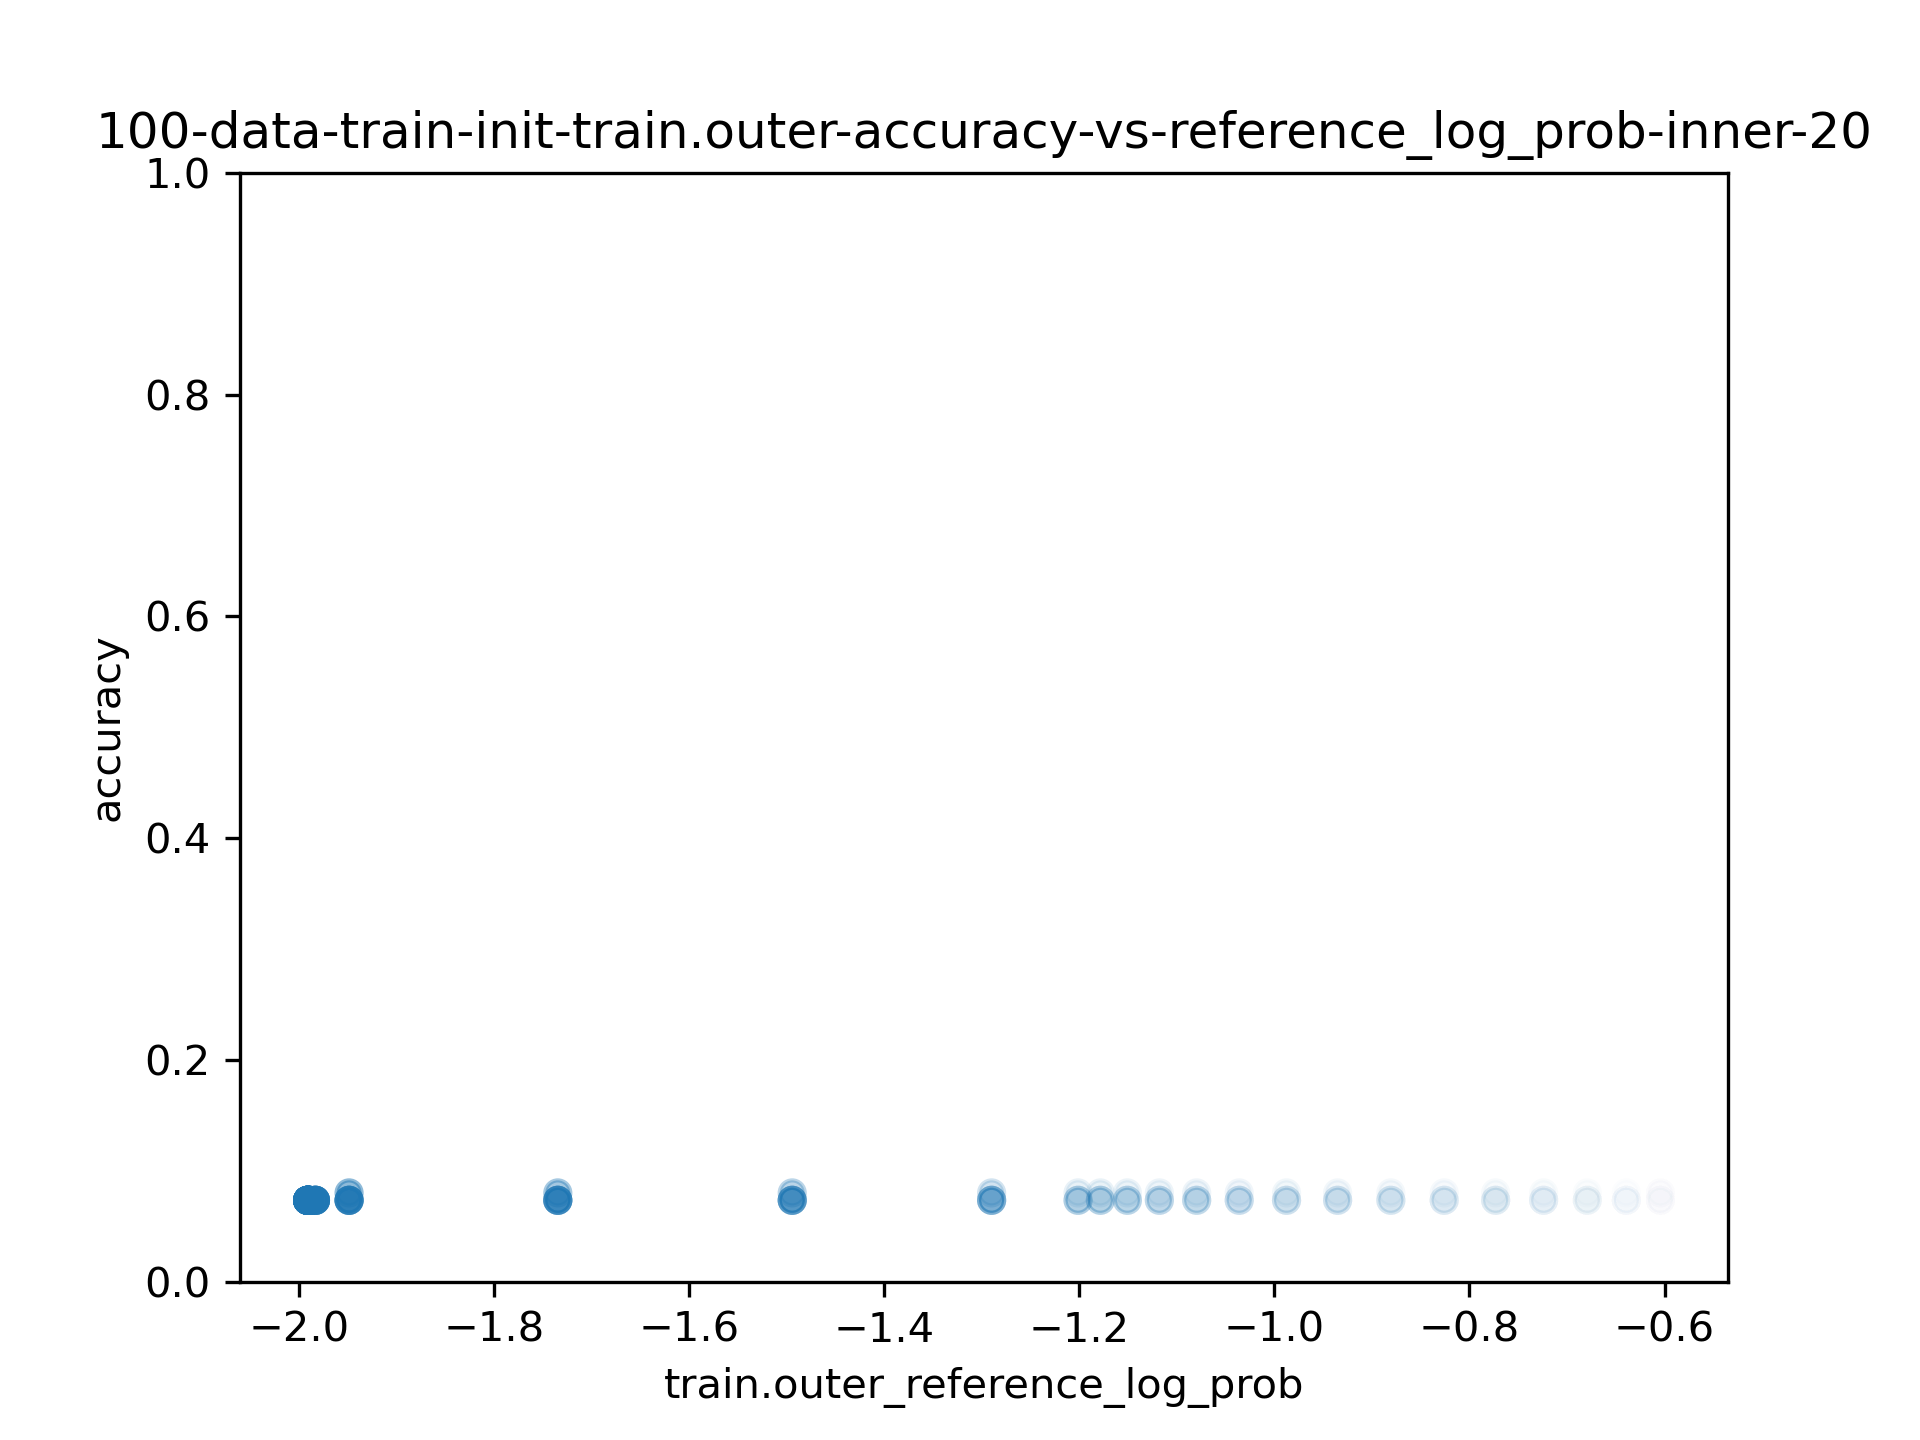 100-data-train-init-train.outer-accuracy-vs-reference_log_prob-inner-20
1.0
0.8
0.6
0.4
0.2
0.0
accuracy
−2.0 −1.8 −1.6 −1.4 −1.2 −1.0 −0.8 −0.6
train.outer_reference_log_prob